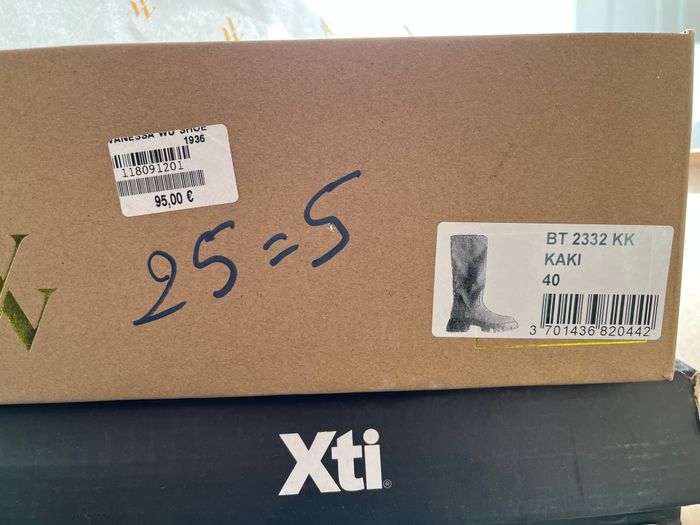 VANESSA WU SHOE
1936
118091201
95,00 €
25=5
BT 2332 KK
KAKI
40
3 701436 820442
Xti®